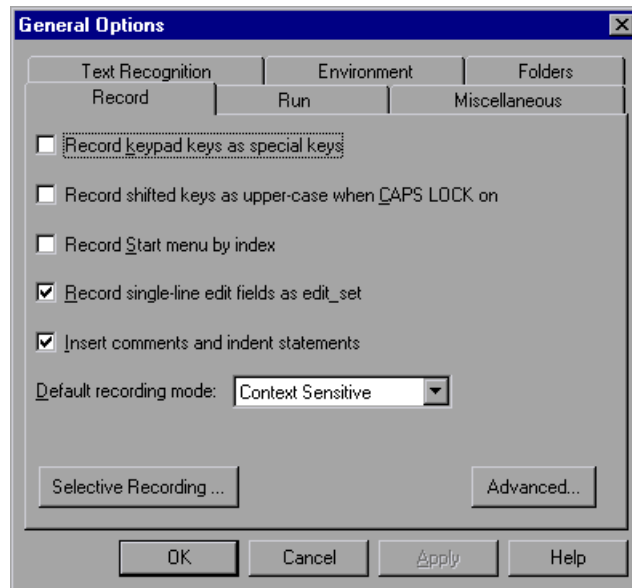 General Options
Text Recognition Environment Folders
Record Run Miscellaneous
Record keypad keys as special keys
Record shifted keys as upper-case when CAPS LOCK on
Record Start menu by index
Record single-line edit fields as edit_set
Insert comments and indent statements
Default recording mode: Context Sensitive
Selective Recording ... Advanced...
OK Cancel Apply Help